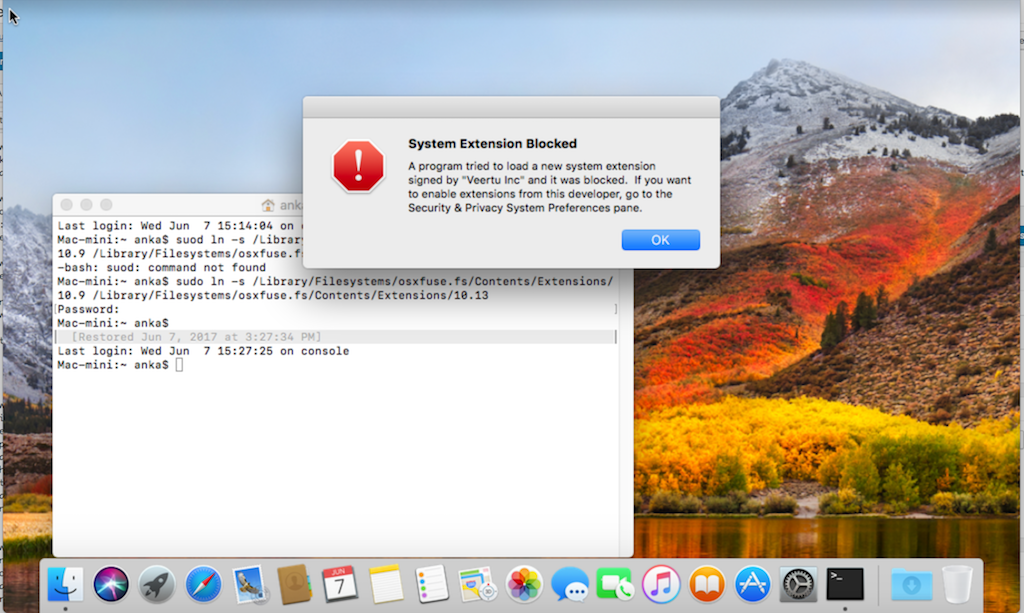 System Extension Blocked
A program tried to load a new system extension
signed by "Veertu Inc" and it was blocked.  If you want
to enable extensions from this developer, go to the
Security & Privacy System Preferences pane.
OK
anka
Last login: Wed Jun  7 15:14:04 on
Mac-mini:~ anka$ suod ln -s /Library
10.9 /Library/Filesystems/osxfuse.fs
-bash: suod: command not found
Mac-mini:~ anka$ sudo ln -s /Library/Filesystems/osxfuse.fs/Contents/Extensions/
10.9 /Library/Filesystems/osxfuse.fs/Contents/Extensions/10.13
Password:
Mac-mini:~ anka$
[Restored Jun 7, 2017 at 3:27:34 PM]
Last login: Wed Jun  7 15:27:25 on console
Mac-mini:~ anka$
JUN
7